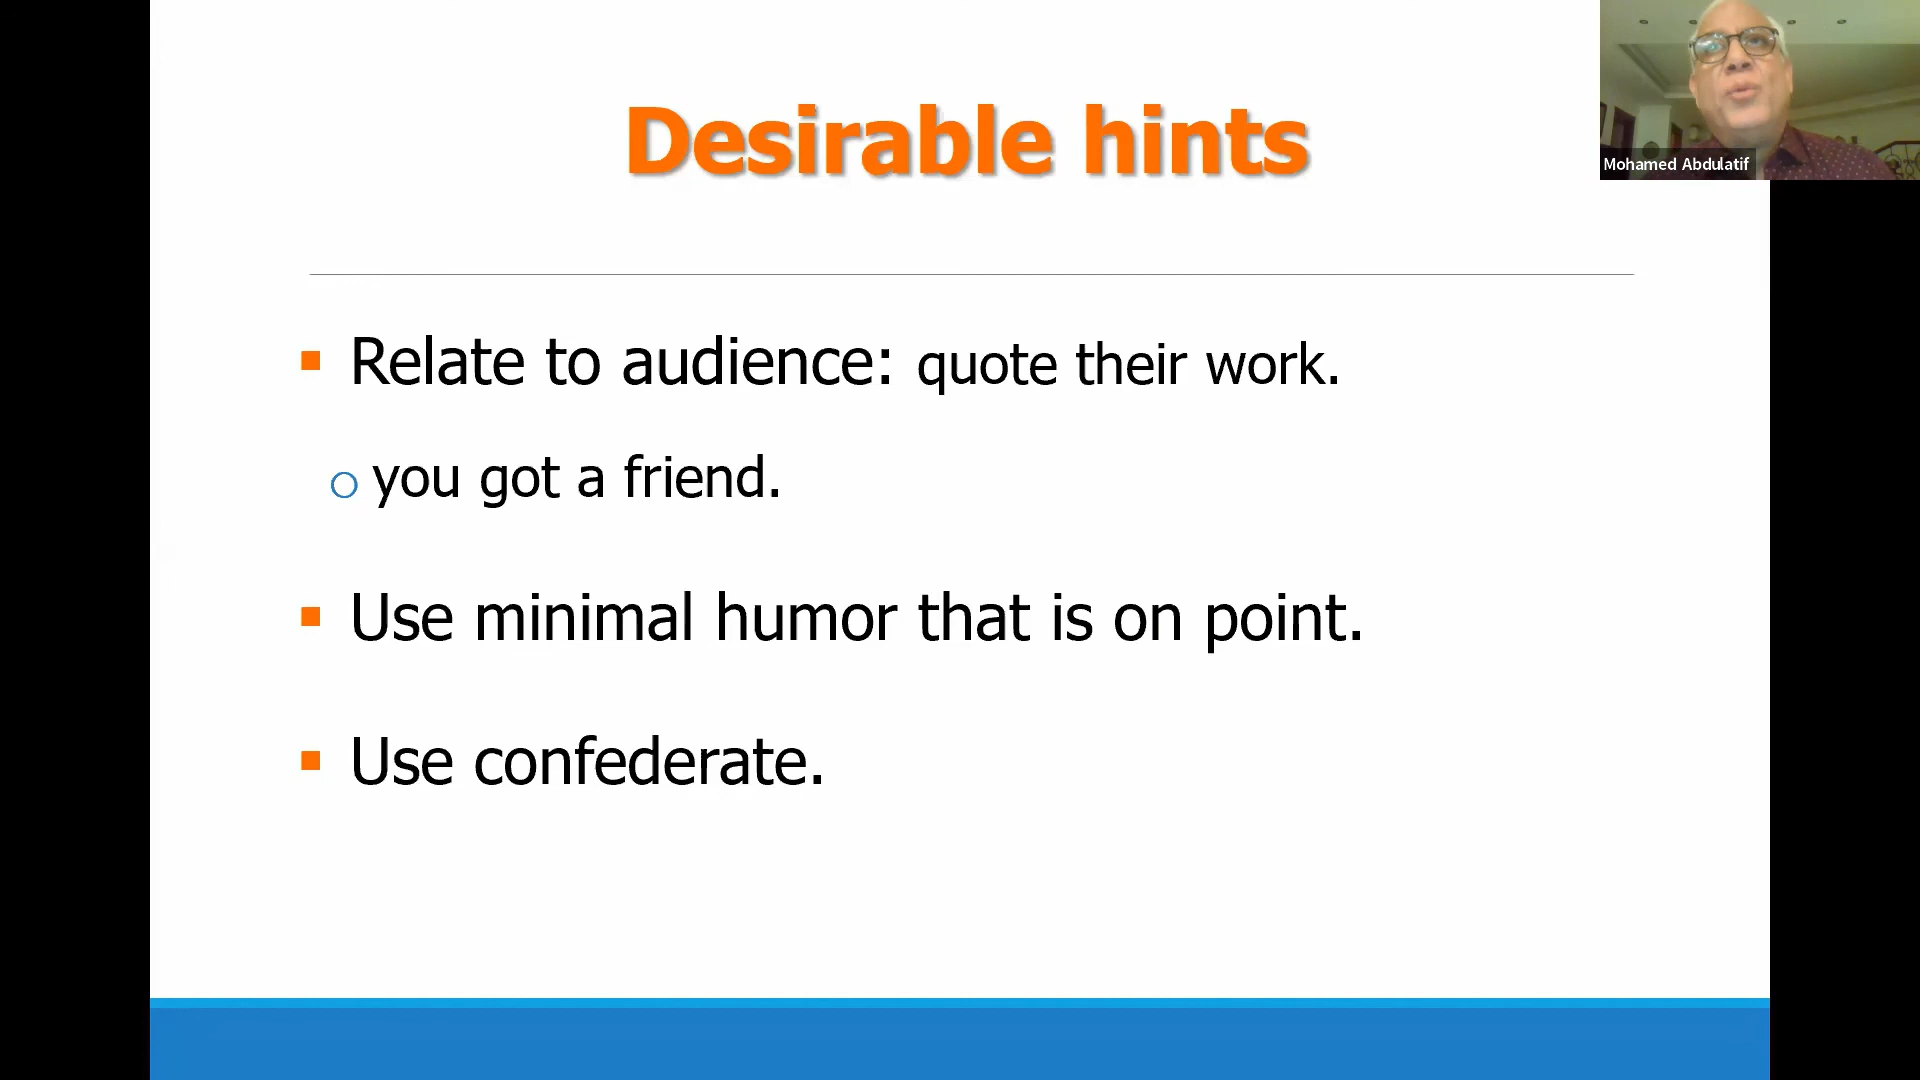 Desirable hints
Mohamed Abdulatif
Relate to audience: quote their work.
you got a friend.
Use minimal humor that is on point.
Use confederate.